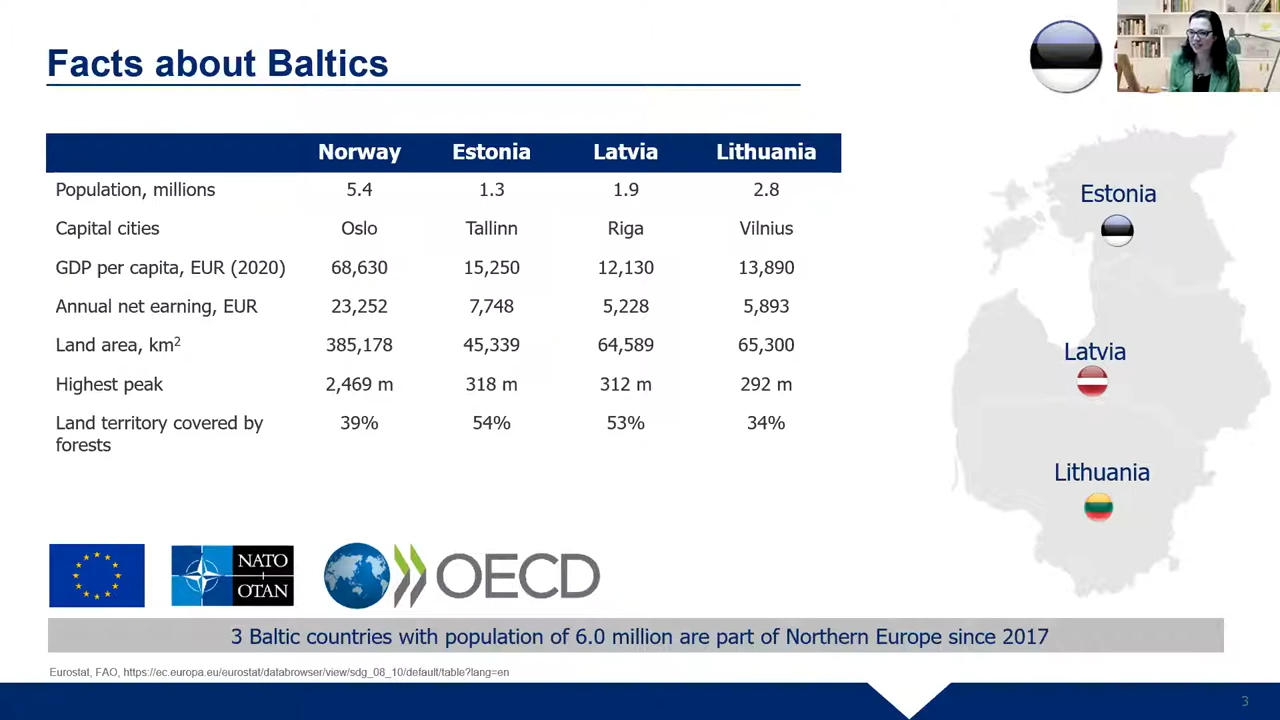 Facts about Baltics
Norway Estonia Latvia Lithuania
Population, millions 5.4 1.3 1.9 2.8
Capital cities Oslo Tallinn Riga Vilnius
GDP per capita, EUR (2020) 68,630 15,250 12,130 13,890
Annual net earning, EUR 23,252 7,748 5,228 5,893
Land area, km² 385,178 45,339 64,589 65,300
Highest peak 2,469 m 318 m 312 m 292 m
Land territory covered by 39% 54% 53% 34%
forests
Estonia
Latvia
Lithuania
NATO
OTAN
OECD
3 Baltic countries with population of 6.0 million are part of Northern Europe since 2017
Eurostat, FAO, https://ec.europa.eu/eurostat/databrowser/view/sdg_08_10/default/table?lang=en
3